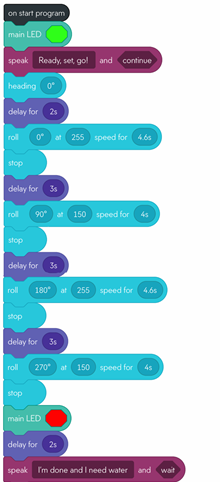 on start program
main LED
speak Ready, set, go! and continue
heading 0°
delay for 2s
roll 0° at 255 speed for 4.6s
stop
delay for 3s
roll 90° at 150 speed for 4s
stop
delay for 3s
roll 180° at 255 speed for 4.6s
stop
delay for 3s
roll 270° at 150 speed for 4s
stop
main LED
delay for 2s
speak I'm done and I need water and wait